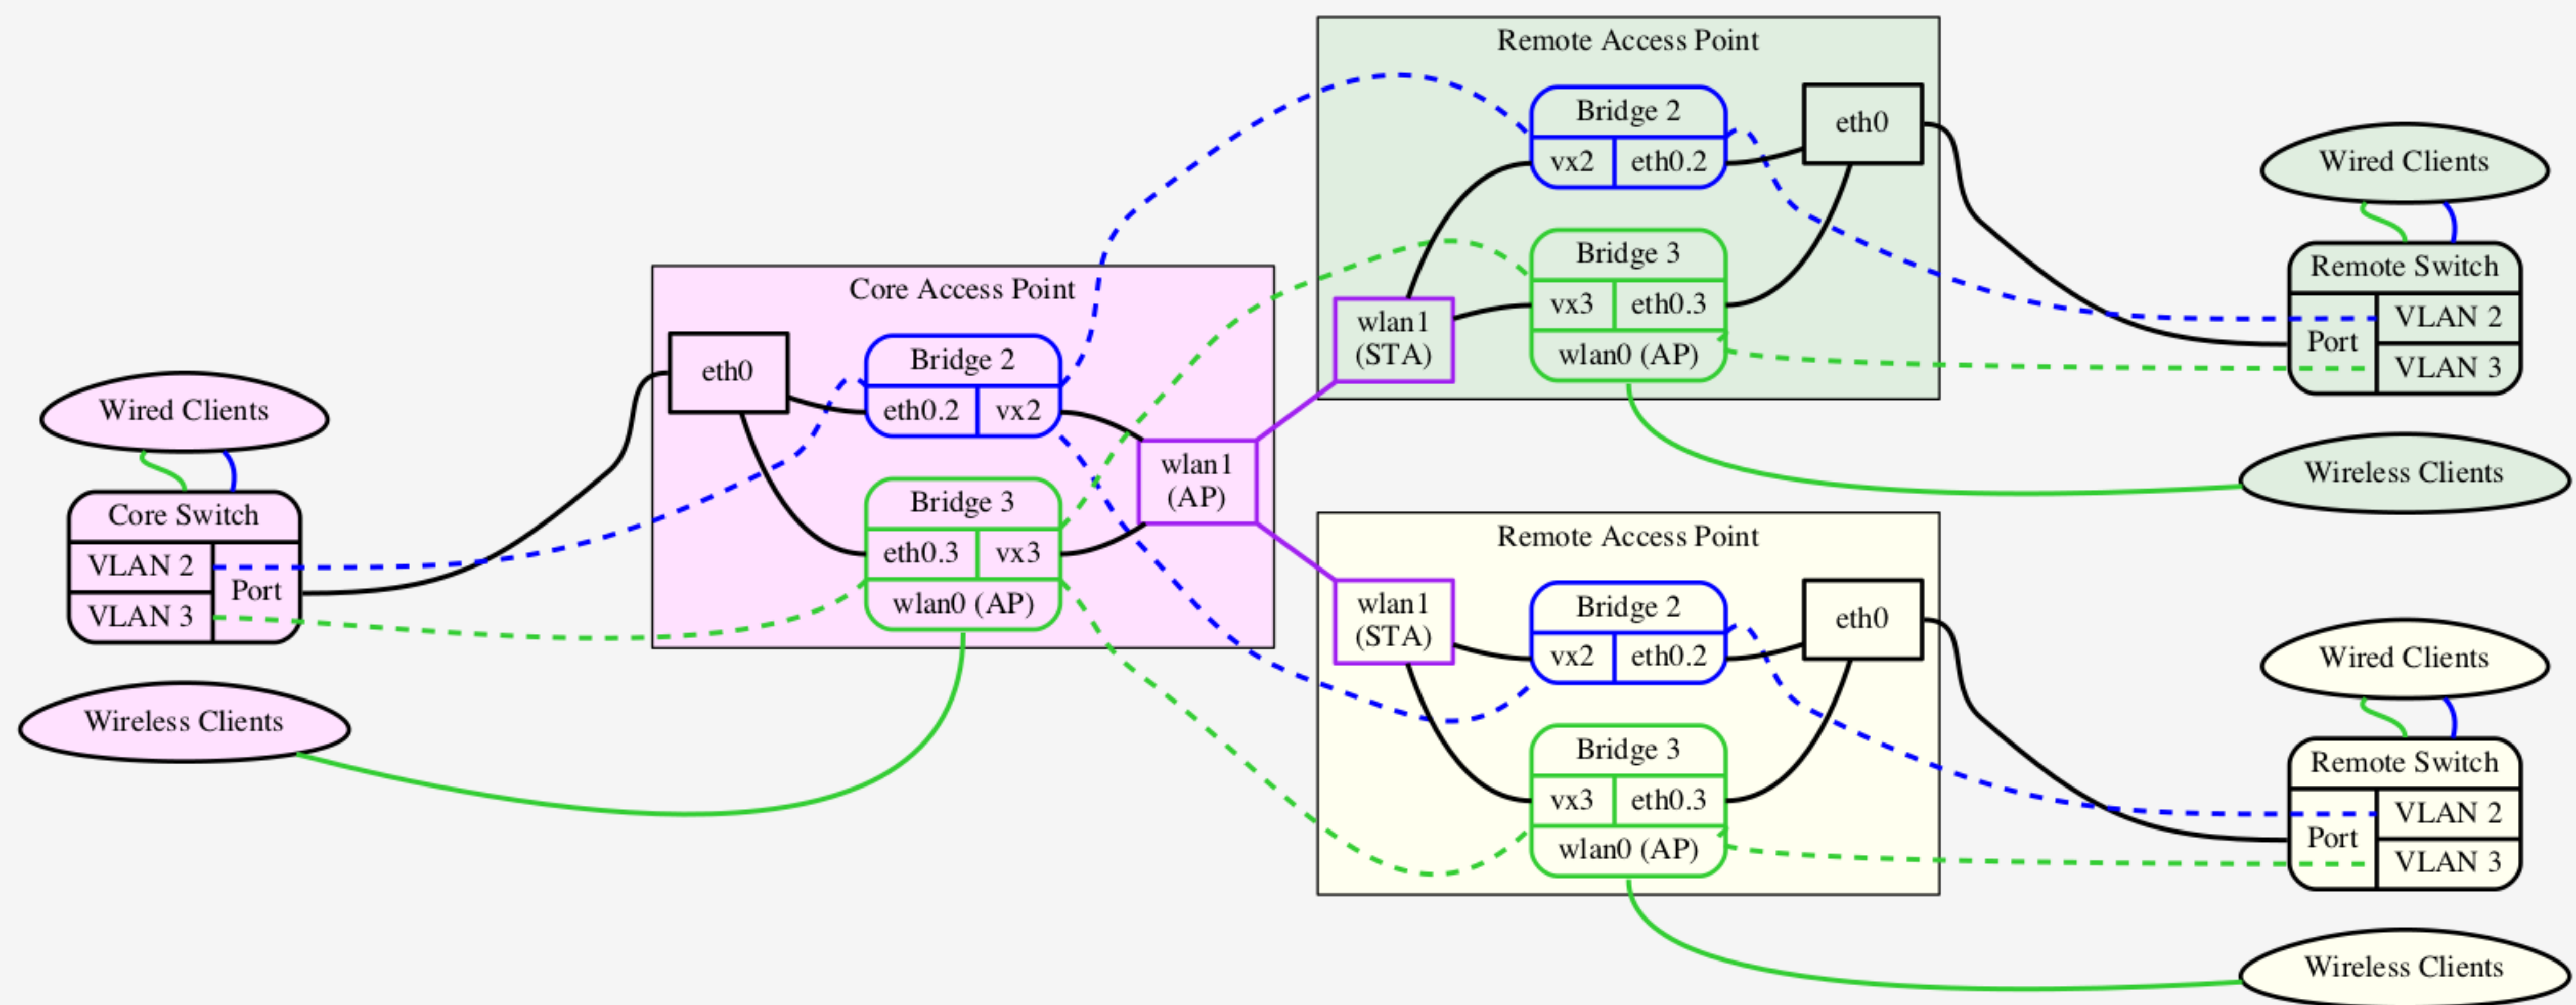 Wired Clients
Core Switch
VLAN 2
Port
VLAN 3
Wireless Clients
Core Access Point
eth0
Bridge 2
eth0.2
vx2
Bridge 3
eth0.3
vx3
wlan0 (AP)
wlan1
(AP)
Remote Access Point
Bridge 2
vx2
eth0.2
eth0
Bridge 3
vx3
eth0.3
wlan0 (AP)
wlan1
(STA)
Wired Clients
Remote Switch
Port
VLAN 2
VLAN 3
Wireless Clients
Remote Access Point
wlan1
(STA)
Bridge 2
vx2
eth0.2
eth0
Bridge 3
vx3
eth0.3
wlan0 (AP)
Wired Clients
Remote Switch
Port
VLAN 2
VLAN 3
Wireless Clients